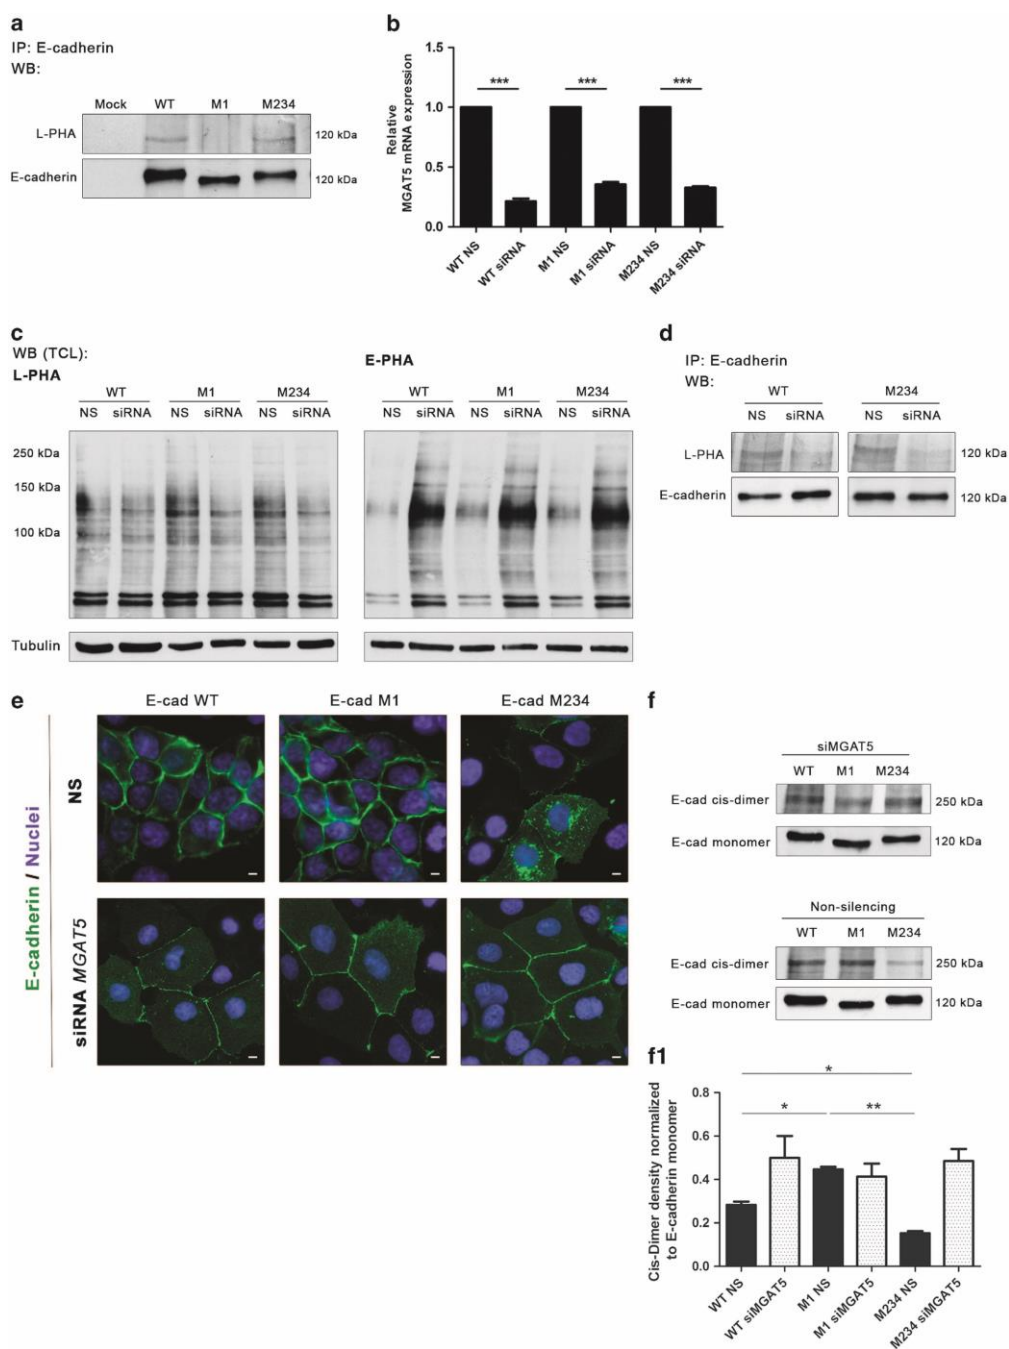 a
IP: E-cadherin
WB:
Mock WT M1 M234
L-PHA 120 kDa
E-cadherin 120 kDa
b
Relative
MGAT5 mRNA expression
1.5
*** *** ***
1.0
0.5
0.0
WT NS
WT siRNA
M1 NS
M1 siRNA
M234 NS
M234 siRNA
c
WB (TCL):
L-PHA
WT M1 M234
NS siRNA NS siRNA NS siRNA
250 kDa
150 kDa
100 kDa
Tubulin
E-PHA
WT M1 M234
NS siRNA NS siRNA NS siRNA
d
IP: E-cadherin
WB:
WT M234
NS siRNA NS siRNA
L-PHA 120 kDa
E-cadherin 120 kDa
e
E-cad WT E-cad M1 E-cad M234
E-cadherin / Nuclei
NS
siRNA MGAT5
f
siMGAT5
WT M1 M234
E-cad cis-dimer 250 kDa
E-cad monomer 120 kDa
Non-silencing
WT M1 M234
E-cad cis-dimer 250 kDa
E-cad monomer 120 kDa
f1
Cis-Dimer density normalized
to E-cadherin monomer
*
0.8
* **
0.6
0.4
0.2
0.0
WT NS
WT siMGAT5
M1 NS
M1 siMGAT5
M234 NS
M234 siMGAT5